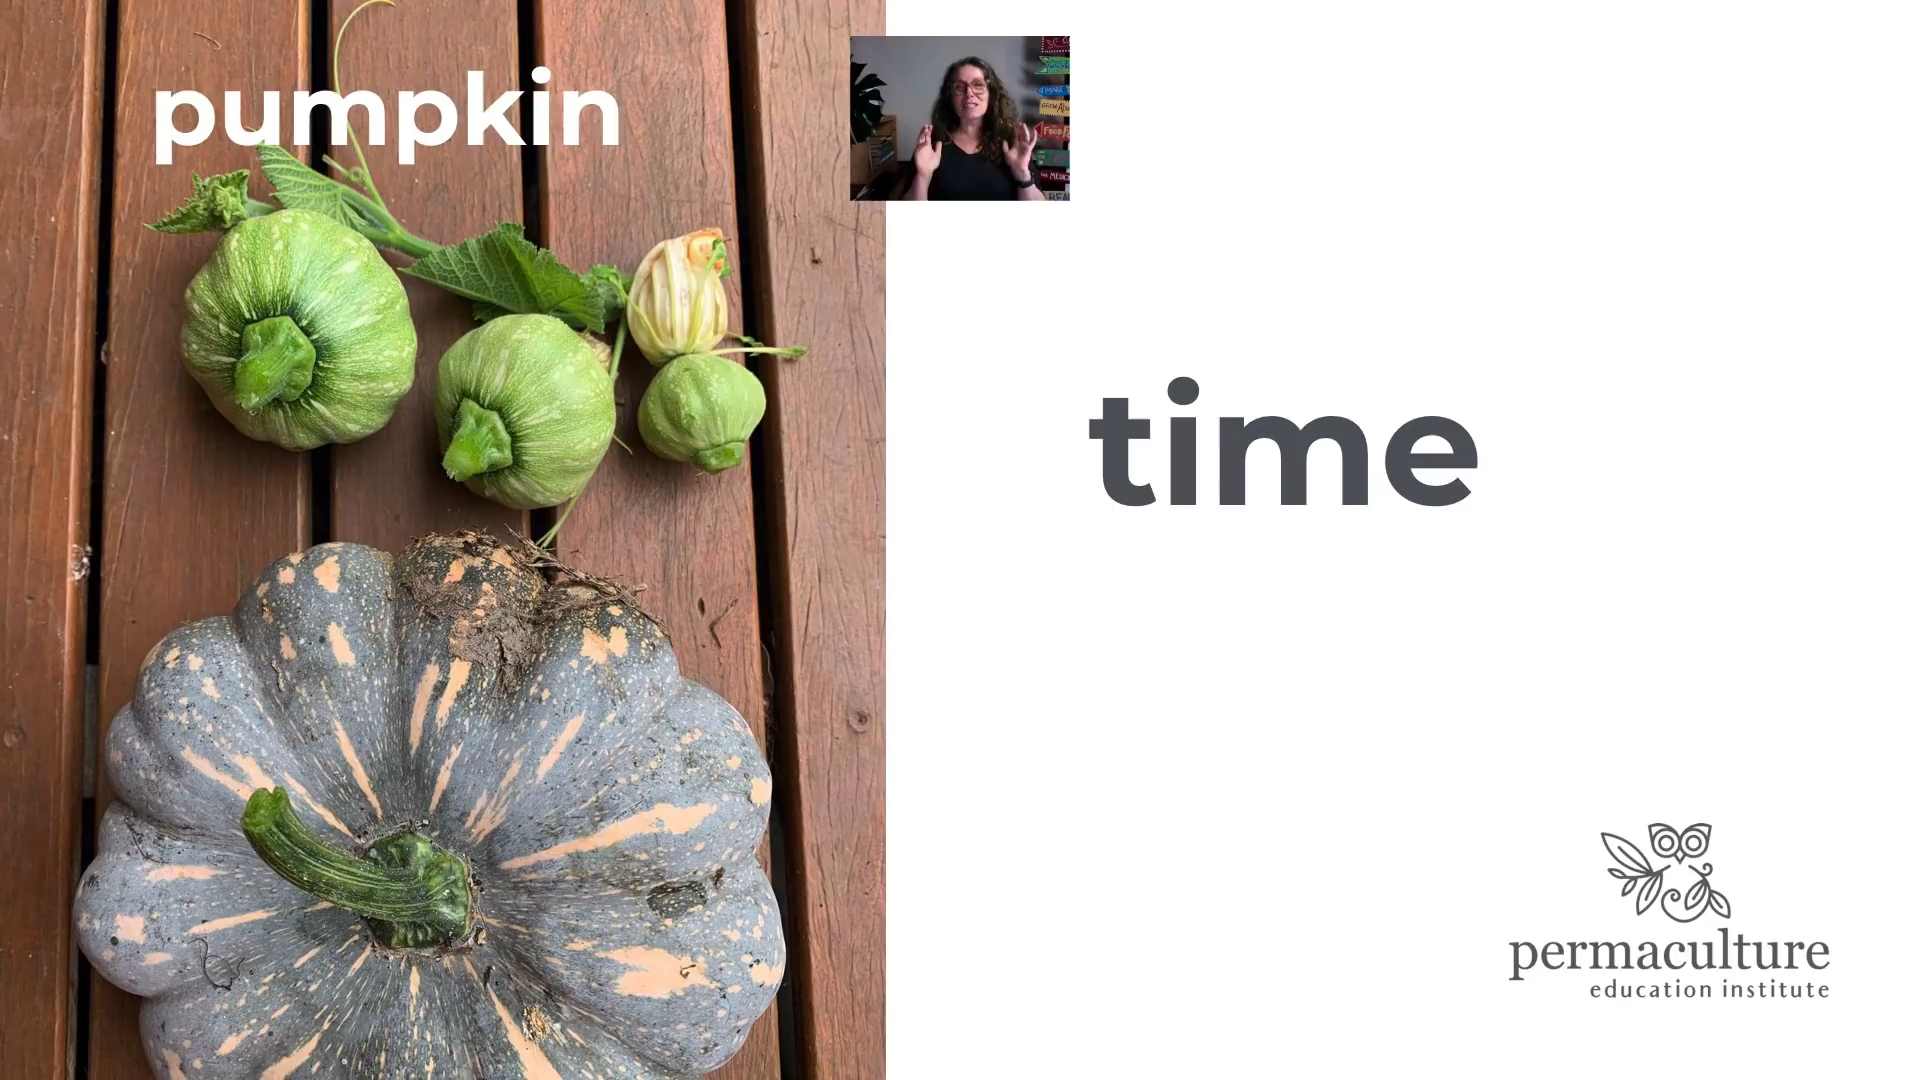 pumpkin
time
permaculture
education institute